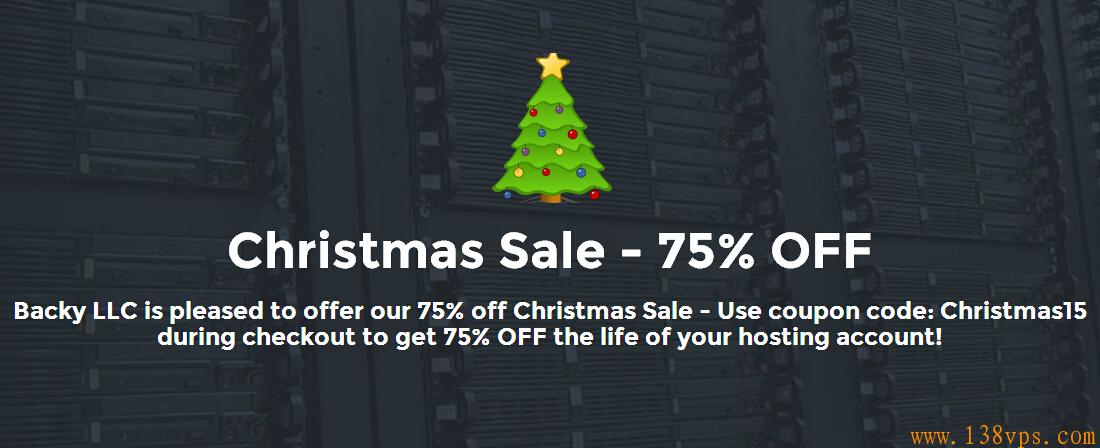 Christmas Sale - 75% OFF
Backy LLC is pleased to offer our 75% off Christmas Sale - Use coupon code: Christmas15
during checkout to get 75% OFF the life of your hosting account!
www.138vps.com